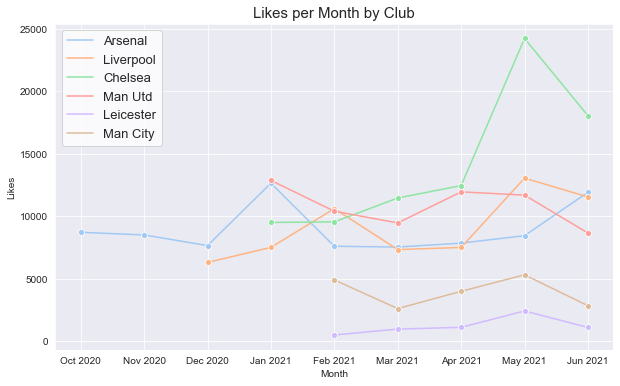 Likes per Month by Club
25000
20000
15000
10000
5000
0
Likes
Arsenal
Liverpool
Chelsea
Man Utd
Leicester
Man City
Oct 2020 Nov 2020 Dec 2020 Jan 2021 Feb 2021 Mar 2021 Apr 2021 May 2021 Jun 2021
Month